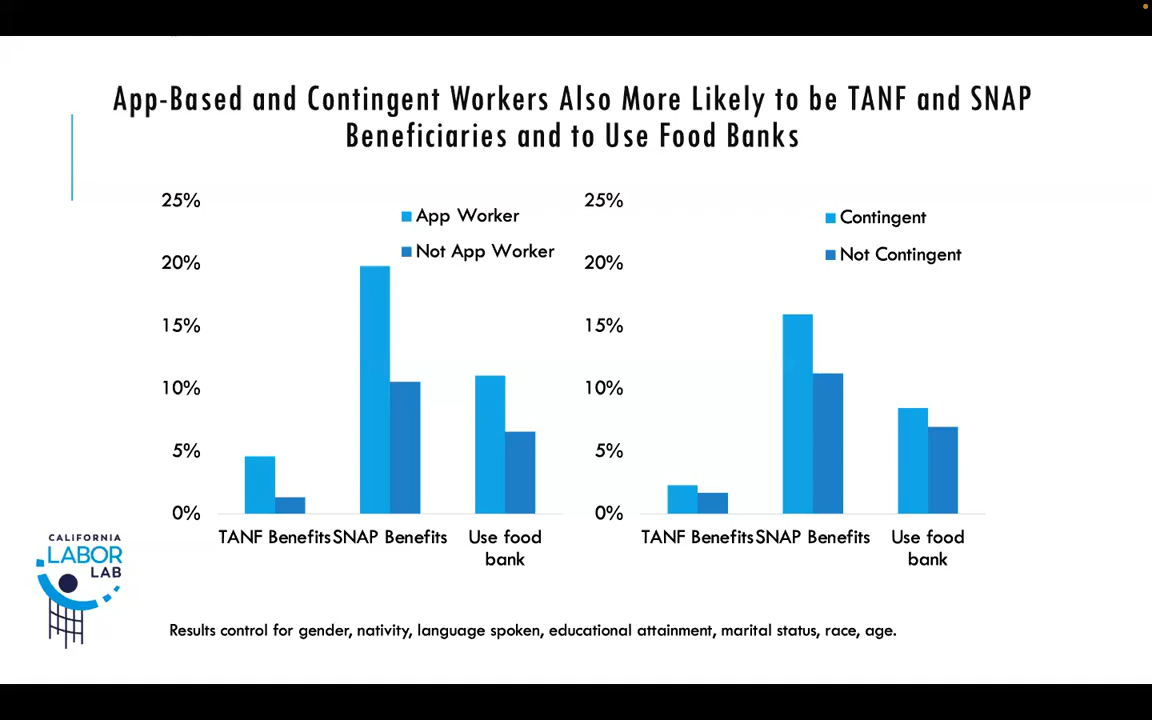 App-Based and Contingent Workers Also More Likely to be TANF and SNAP
Beneficiaries and to Use Food Banks
25%
20%
15%
10%
5%
0%
App Worker
Not App Worker
TANF Benefits
SNAP Benefits
Use food
bank
25%
20%
15%
10%
5%
0%
Contingent
Not Contingent
TANF Benefits
SNAP Benefits
Use food
bank
CALIFORNIA
LABOR
LAB
Results control for gender, nativity, language spoken, educational attainment, marital status, race, age.